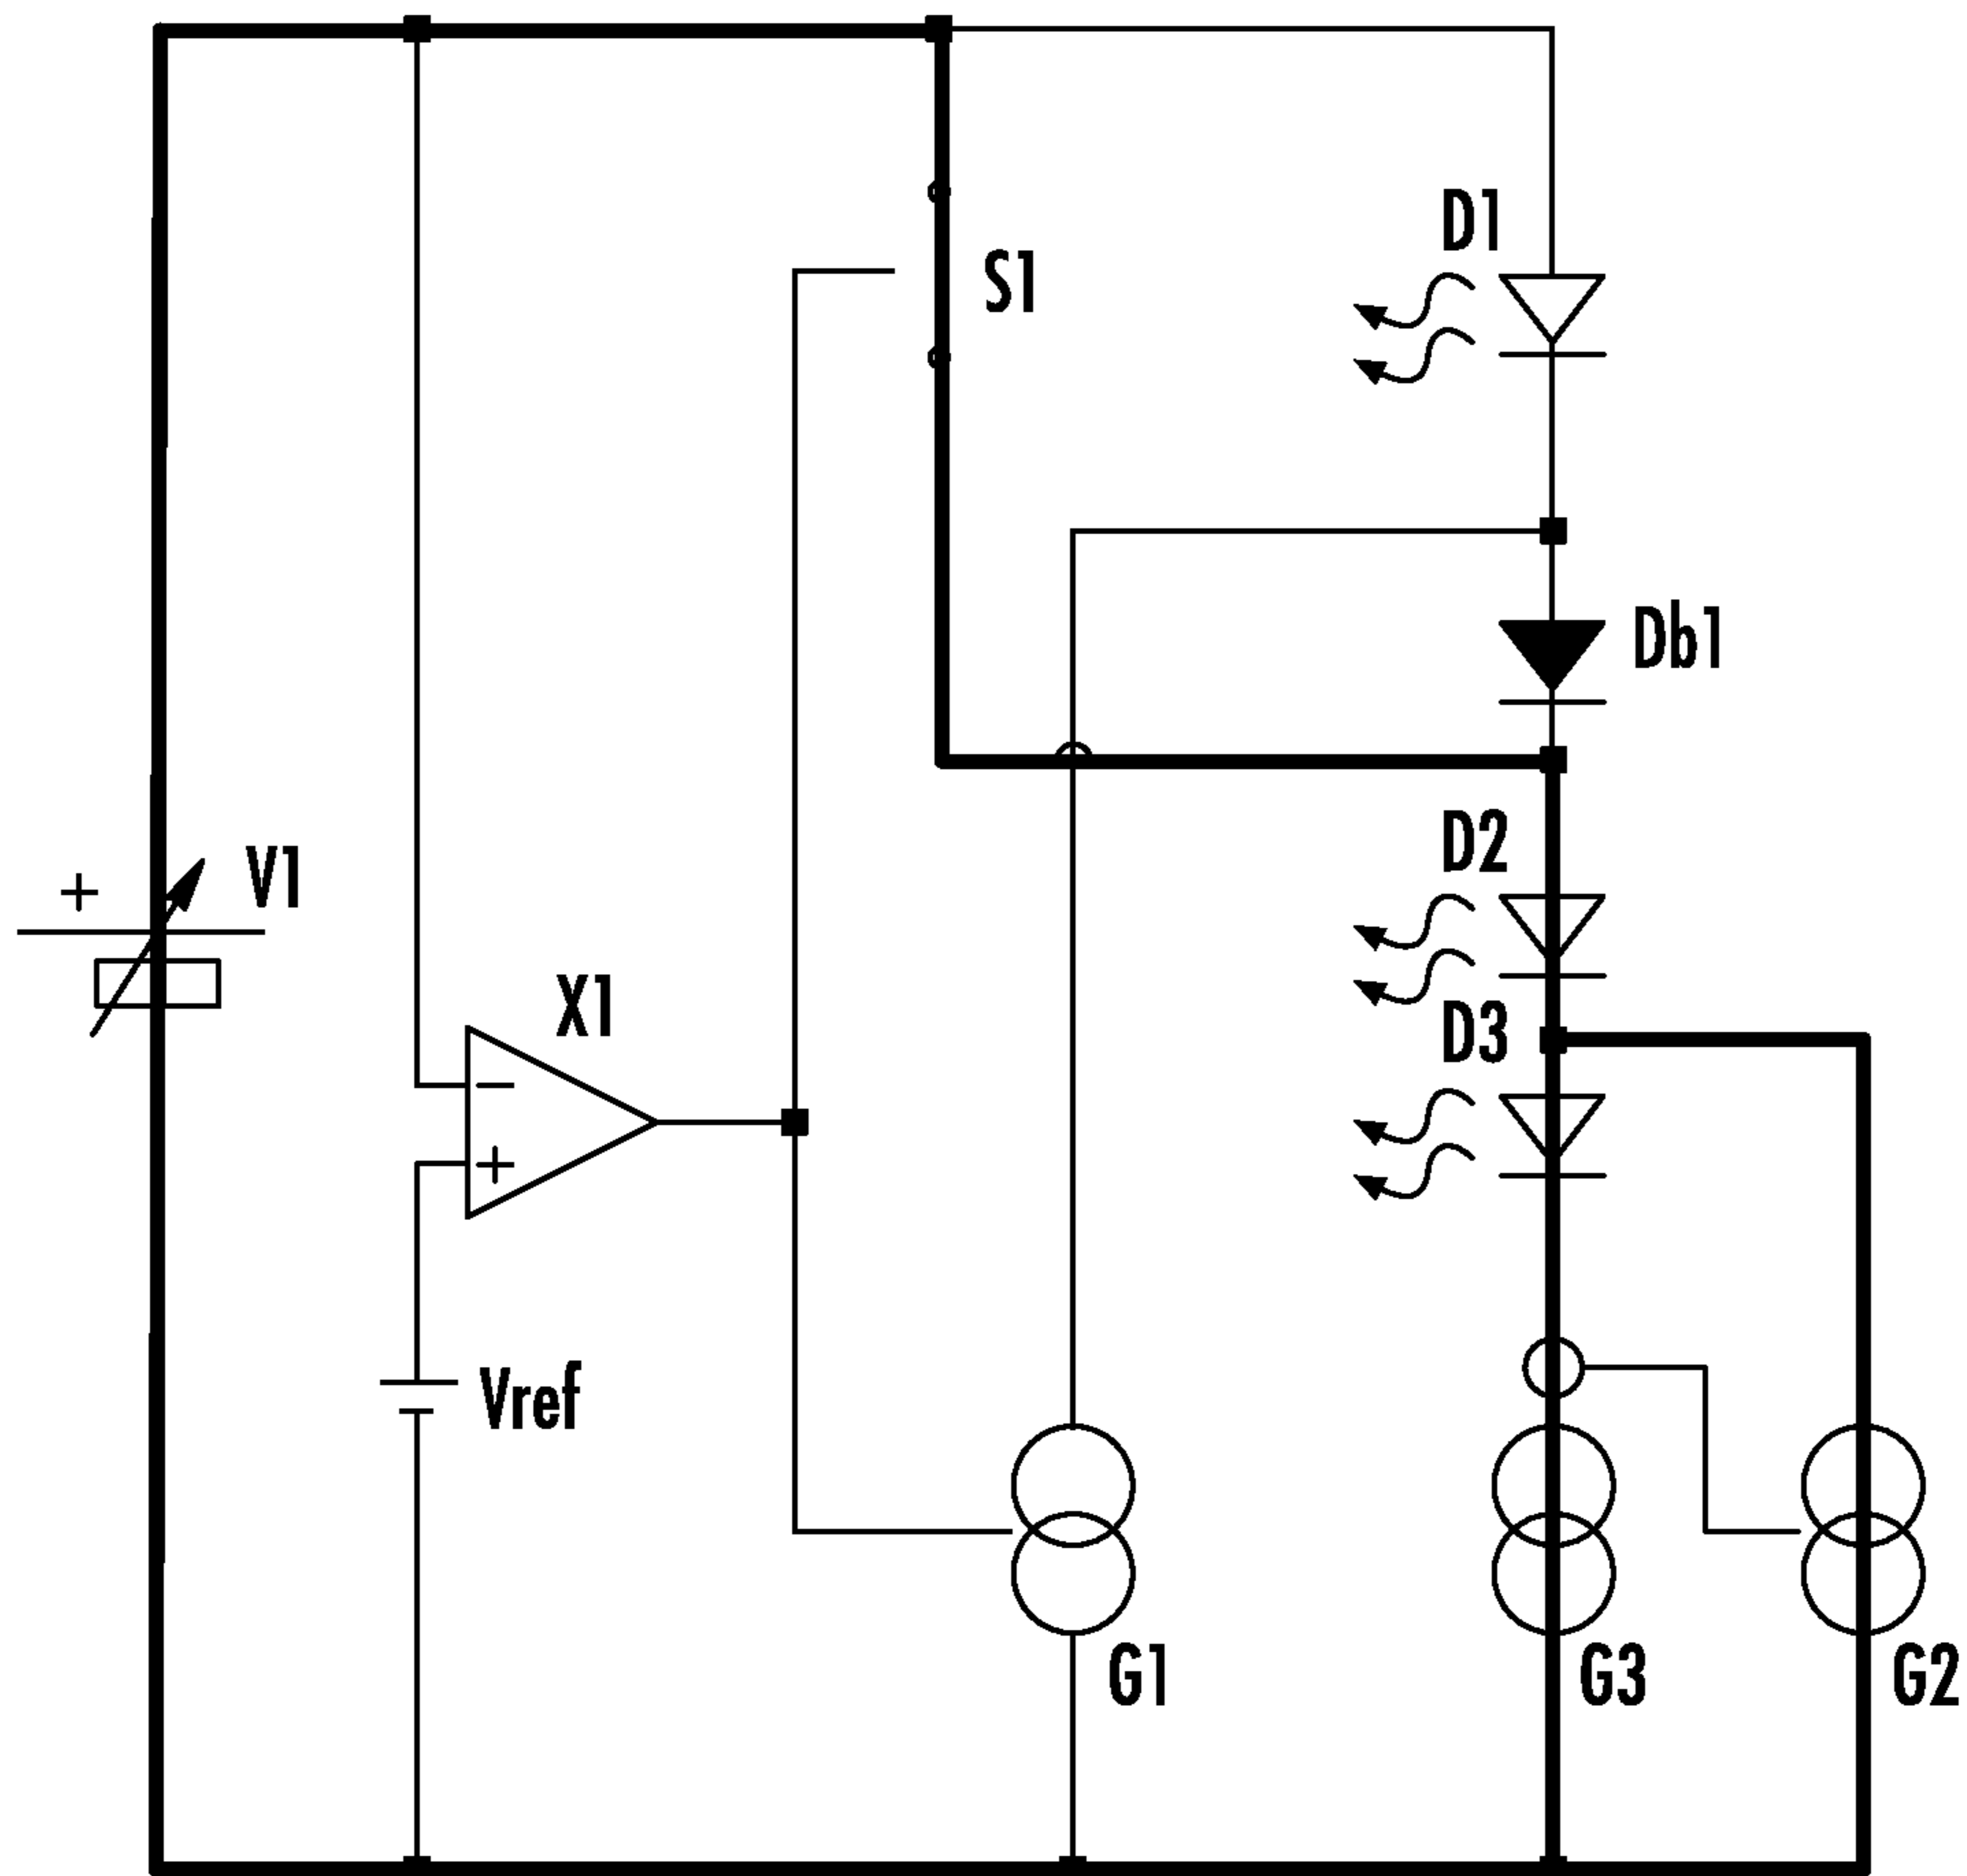 D1
S1
Db1
D2
+
V1
X1
D3
−
+
Vref
G1
G3
G2